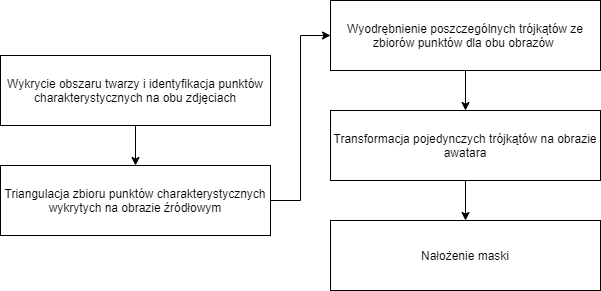 Wykrycie obszaru twarzy i identyfikacja punktów
charakterystycznych na obu zdjęciach
Triangulacja zbioru punktów charakterystycznych
wykrytych na obrazie źródłowym
Wyodrębnienie poszczególnych trójkątów ze
zbiorów punktów dla obu obrazów
Transformacja pojedynczych trójkątów na obrazie
awatara
Nałożenie maski